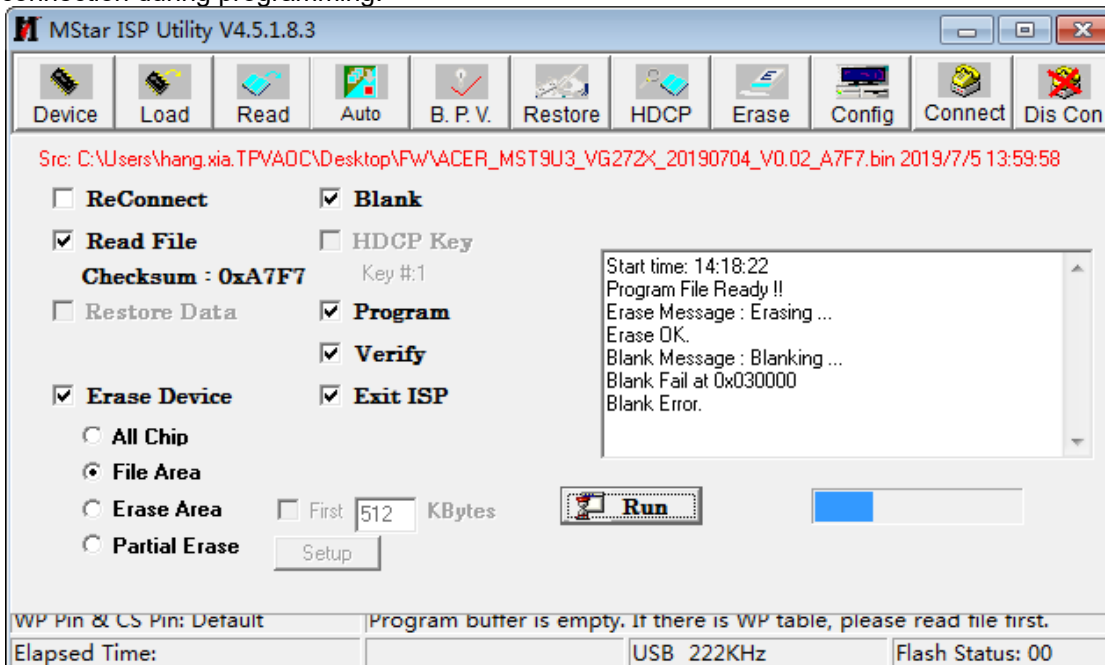 connection during programming.
MStar ISP Utility V4.5.1.8.3
Device Load Read Auto B. P. V. Restore HDCP Erase Config Connect Dis Con
Src: C:\Users\hang.xia.TPVAOC\Desktop\FW\ACER_MST9U3_VG272X_20190704_V0.02_A7F7.bin 2019/7/5 13:59:58
ReConnect
Blank
Read File
HDCP Key
Checksum : 0xA7F7
Key #:1
Restore Data
Program
Verify
Erase Device
Exit ISP
All Chip
File Area
Erase Area
First 512 KBytes
Partial Erase
Setup
Start time: 14:18:22
Program File Ready !!
Erase Message : Erasing ...
Erase OK.
Blank Message : Blanking ...
Blank Fail at 0x030000
Blank Error.
Run
WP Pin & CS Pin: Default
Program buffer is empty. If there is WP table, please read file first.
Elapsed Time:
USB 222KHz
Flash Status: 00